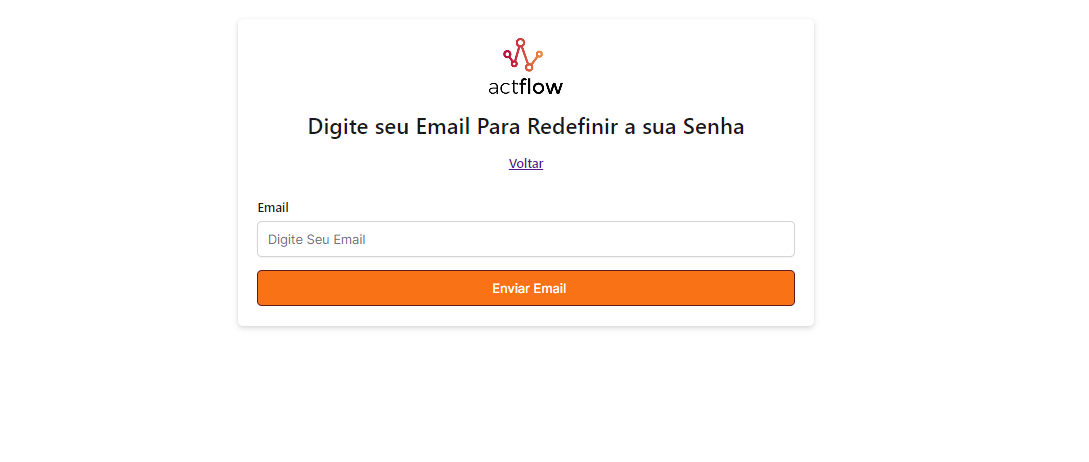 actflow
Digite seu Email Para Redefinir a sua Senha
Voltar
Email
Digite Seu Email
Enviar Email